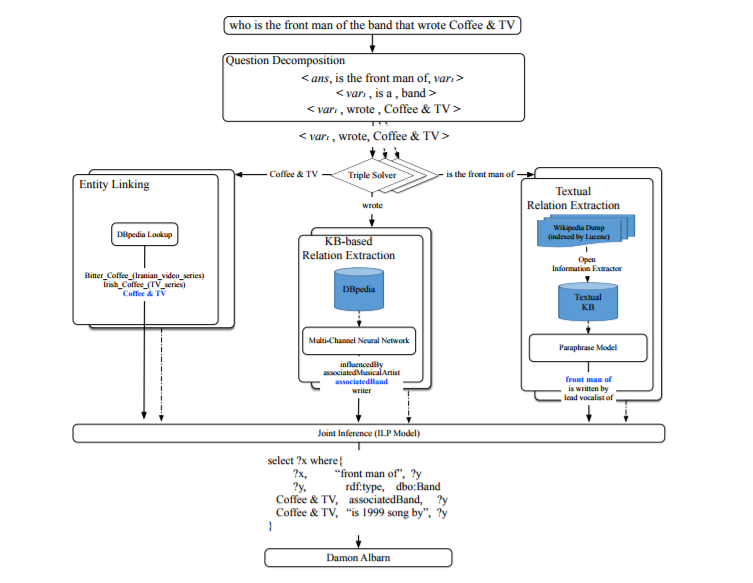 who is the front man of the band that wrote Coffee & TV
Question Decomposition
< ans, is the front man of, var₁ >
< var₁ , is a , band >
< var₁ , wrote , Coffee & TV >
< var₁ , wrote, Coffee & TV >
Coffee & TV
Triple Solver
is the front man of
wrote
Entity Linking
DBpedia Lookup
Bitter_Coffee_(Iranian_video_series)
Irish_Coffee_(TV_series)
Coffee & TV
KB-based
Relation Extraction
DBpedia
Multi-Channel Neural Network
influencedBy
associatedMusicalArtist
associatedBand
writer
Textual
Relation Extraction
Wikipedia Dump
(indexed by Lucene)
Open
Information Extractor
Textual
KB
Paraphrase Model
front man of
is written by
lead vocalist of
Joint Inference (ILP Model)
select ?x where{
?x, "front man of", ?y
?y, rdf:type, dbo:Band
Coffee & TV, associatedBand, ?y
Coffee & TV, "is 1999 song by", ?y
}
Damon Albarn